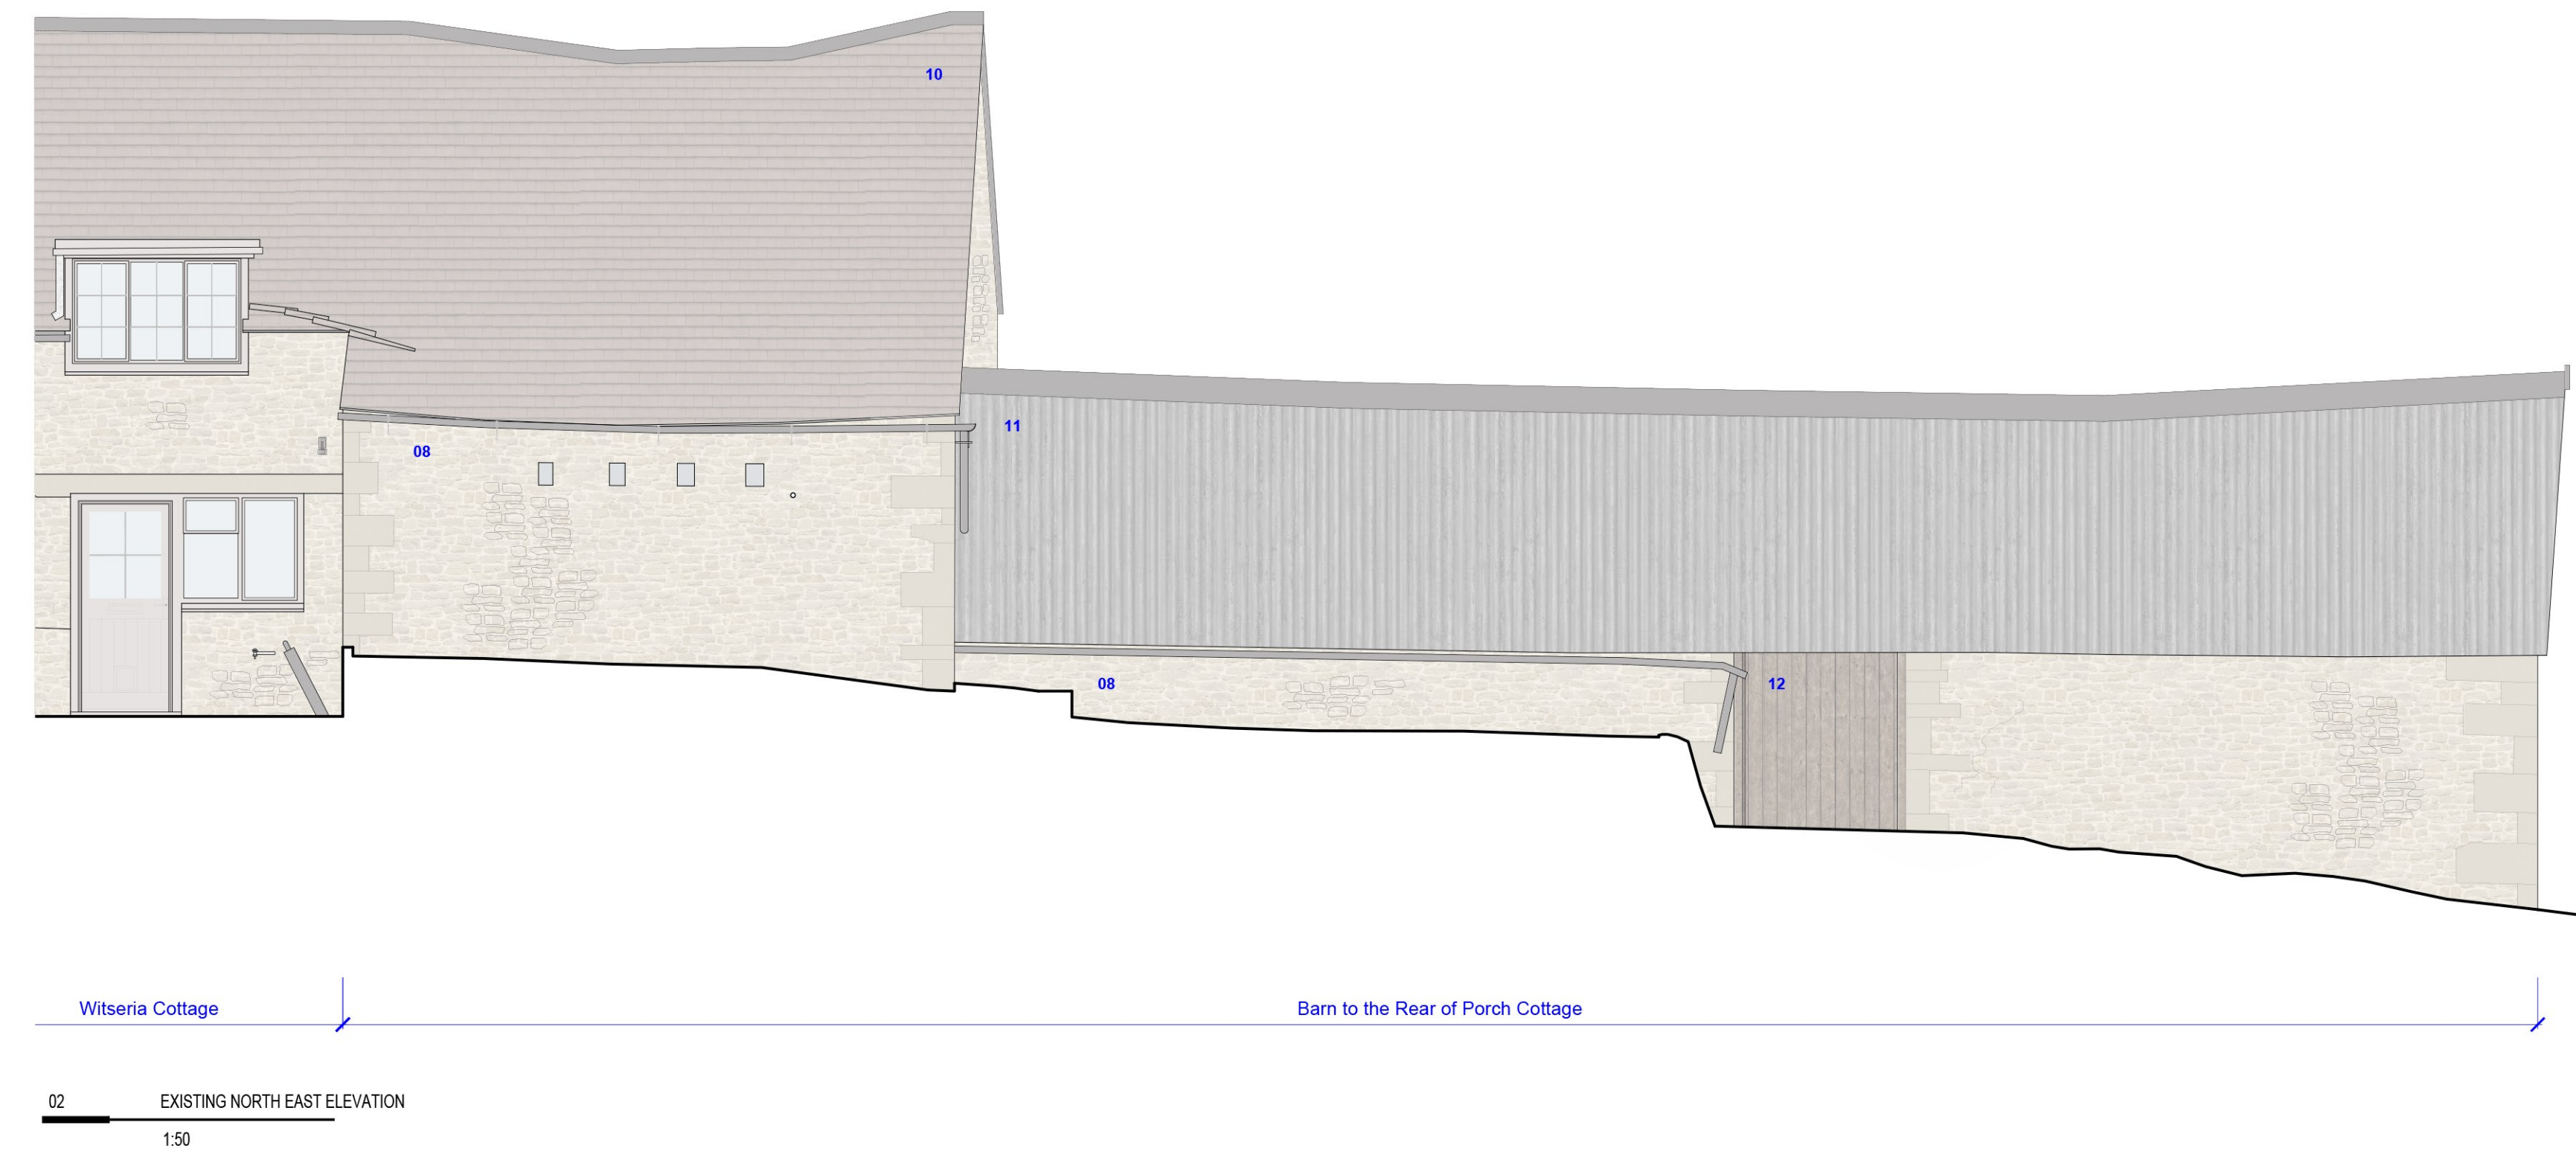 10
11
08
08
12
Witseria Cottage
Barn to the Rear of Porch Cottage
02 EXISTING NORTH EAST ELEVATION
1:50